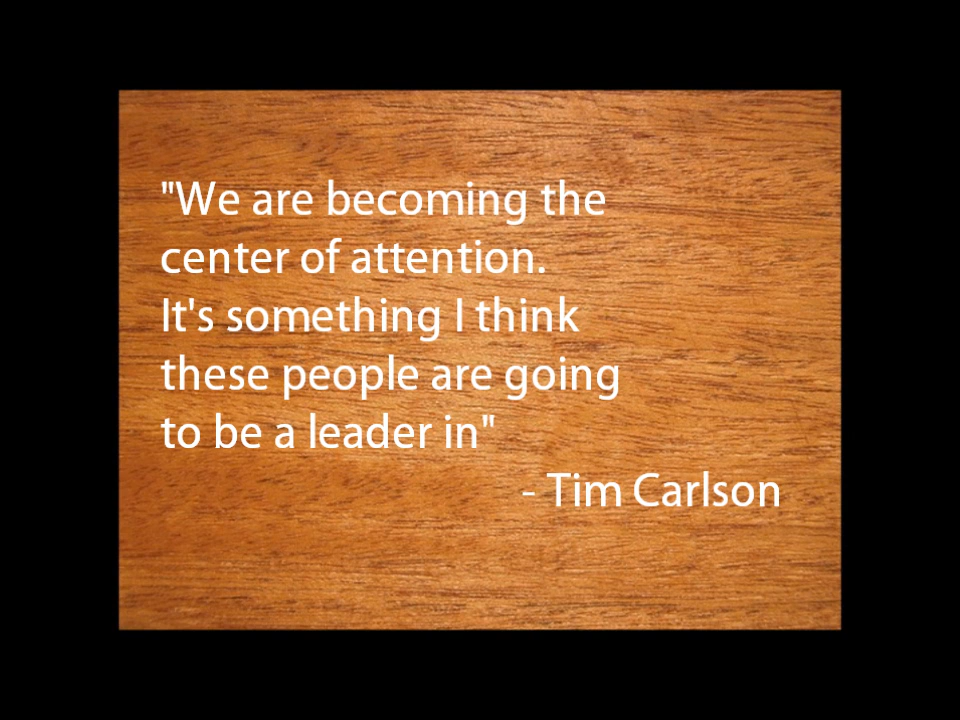 "We are becoming the
center of attention.
It's something I think
these people are going
to be a leader in"
- Tim Carlson